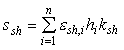 s_{sh} = \sum_{i=1}^{n} \varepsilon_{sh,i} h_i k_{sh}